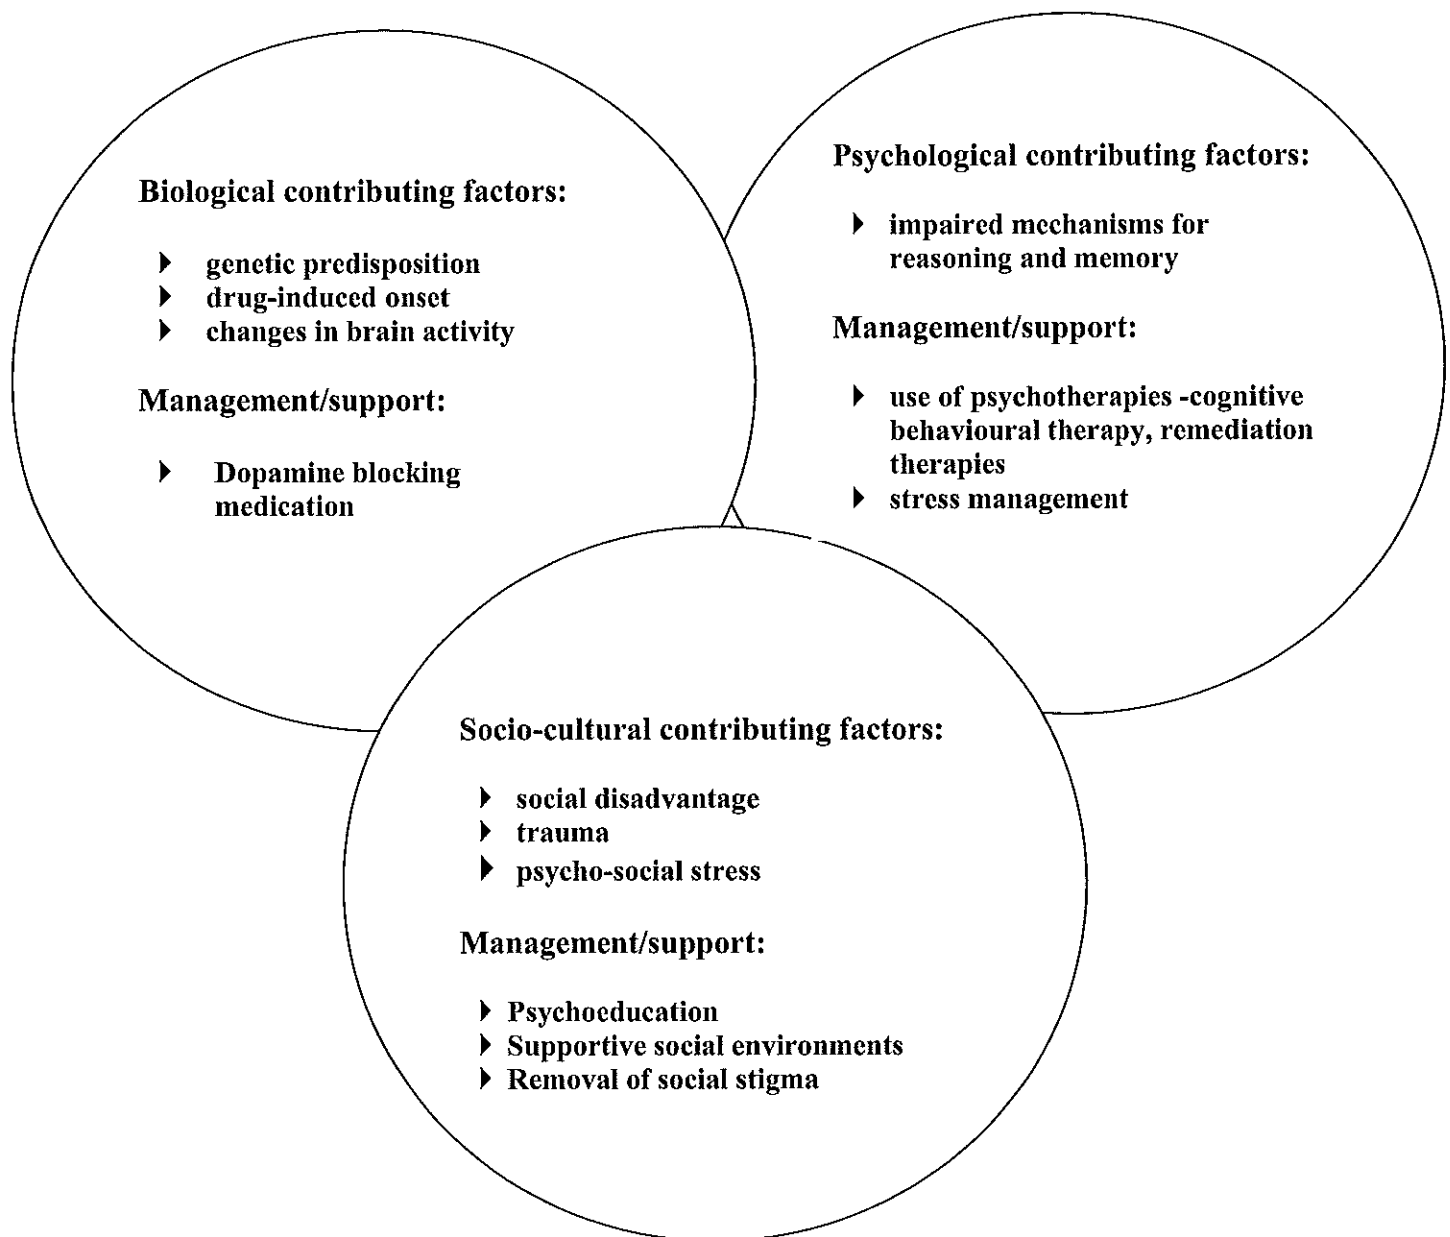 Biological contributing factors:
▶ genetic predisposition
▶ drug-induced onset
▶ changes in brain activity
Management/support:
▶ Dopamine blocking
medication
Psychological contributing factors:
▶ impaired mechanisms for
reasoning and memory
Management/support:
▶ use of psychotherapies -cognitive
behavioural therapy, remediation
therapies
▶ stress management
Socio-cultural contributing factors:
▶ social disadvantage
▶ trauma
▶ psycho-social stress
Management/support:
▶ Psychoeducation
▶ Supportive social environments
▶ Removal of social stigma